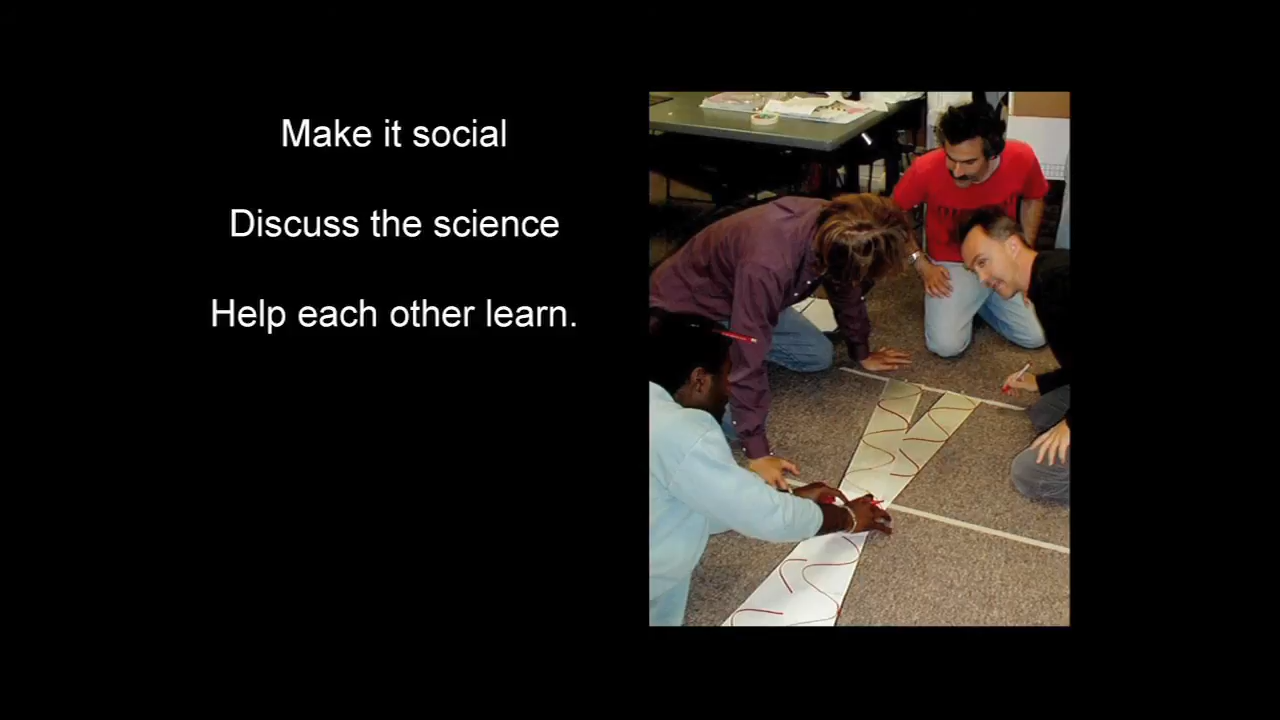 Make it social
Discuss the science
Help each other learn.